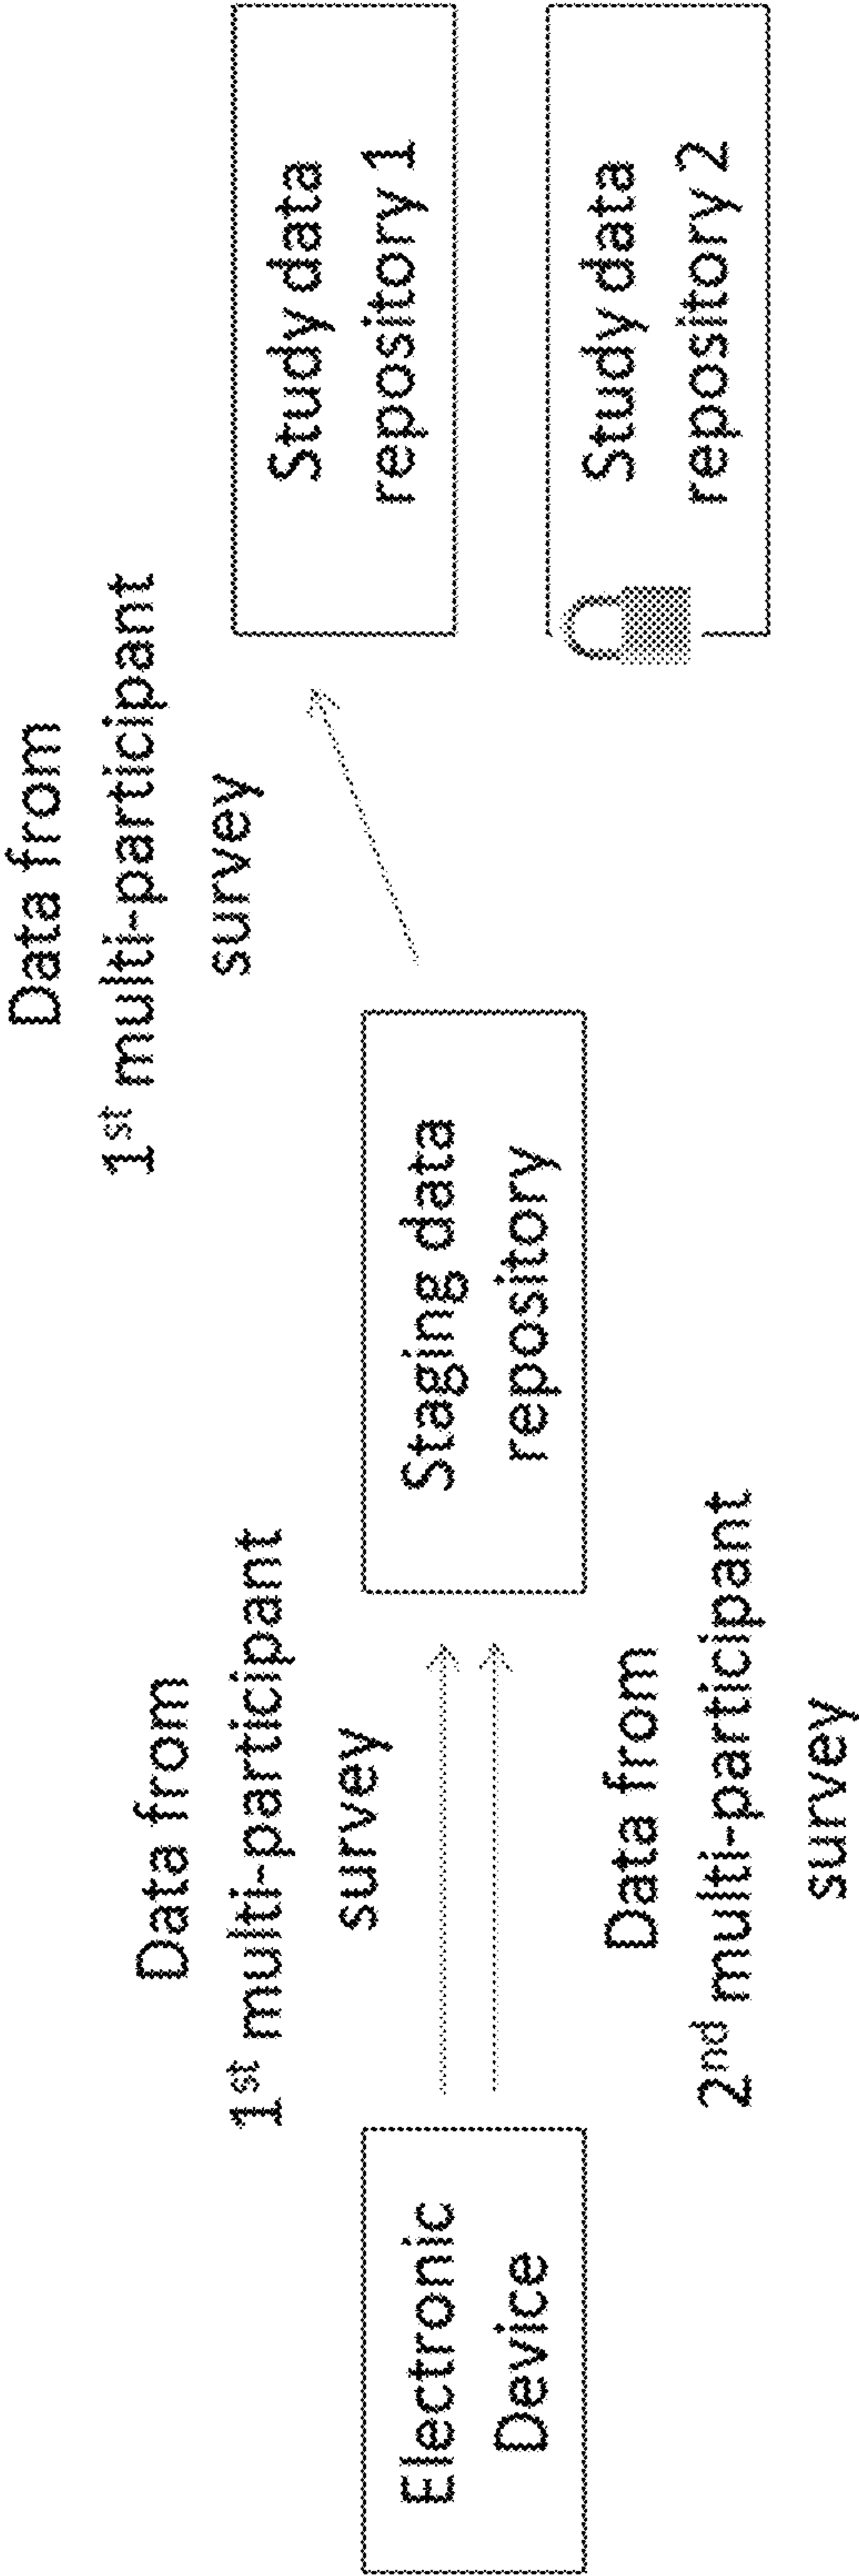 Electronic
Device
Data from
1st multi-participant
survey
Data from
2nd multi-participant
survey
Staging data
repository
Data from
1st multi-participant
survey
Study data
repository 1
Study data
repository 2